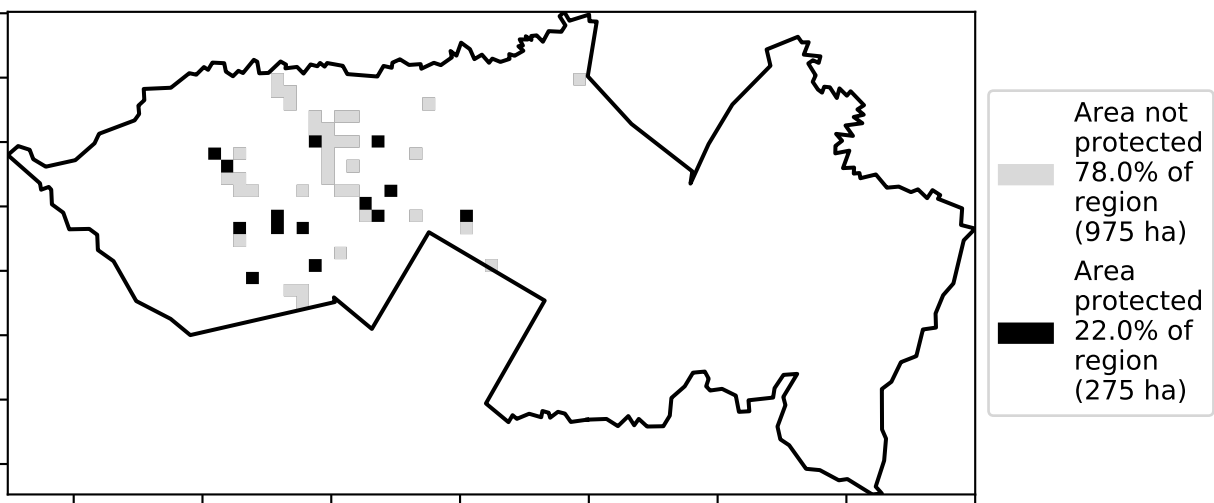 Area not
protected
78.0% of
region
(975 ha)
Area
protected
22.0% of
region
(275 ha)